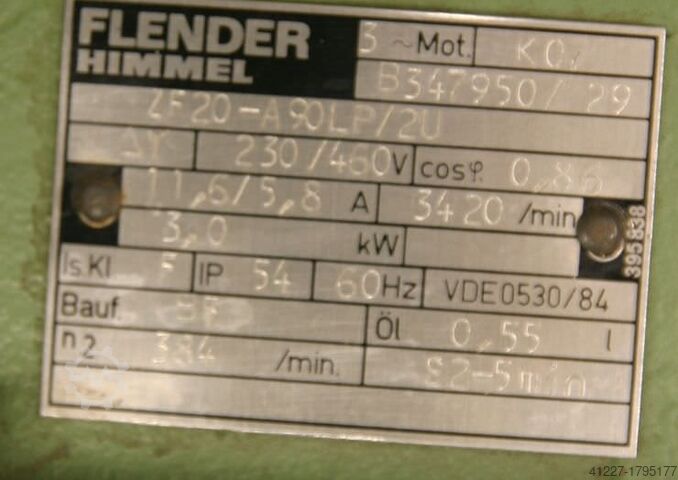 FLENDER
HIMMEL
3 ~ Mot. KO
B347950/29
ZF20-A90LP/2U
ΔY 230/460V cosφ. 0,86
11,6/5,8 A 3420 /min
3,0 kW
Is.Kl F IP 54 60Hz VDE0530/84
Bauf.
Öl 0,55 l
n2 384 /min.
S2-5min
395838
41227-1795177